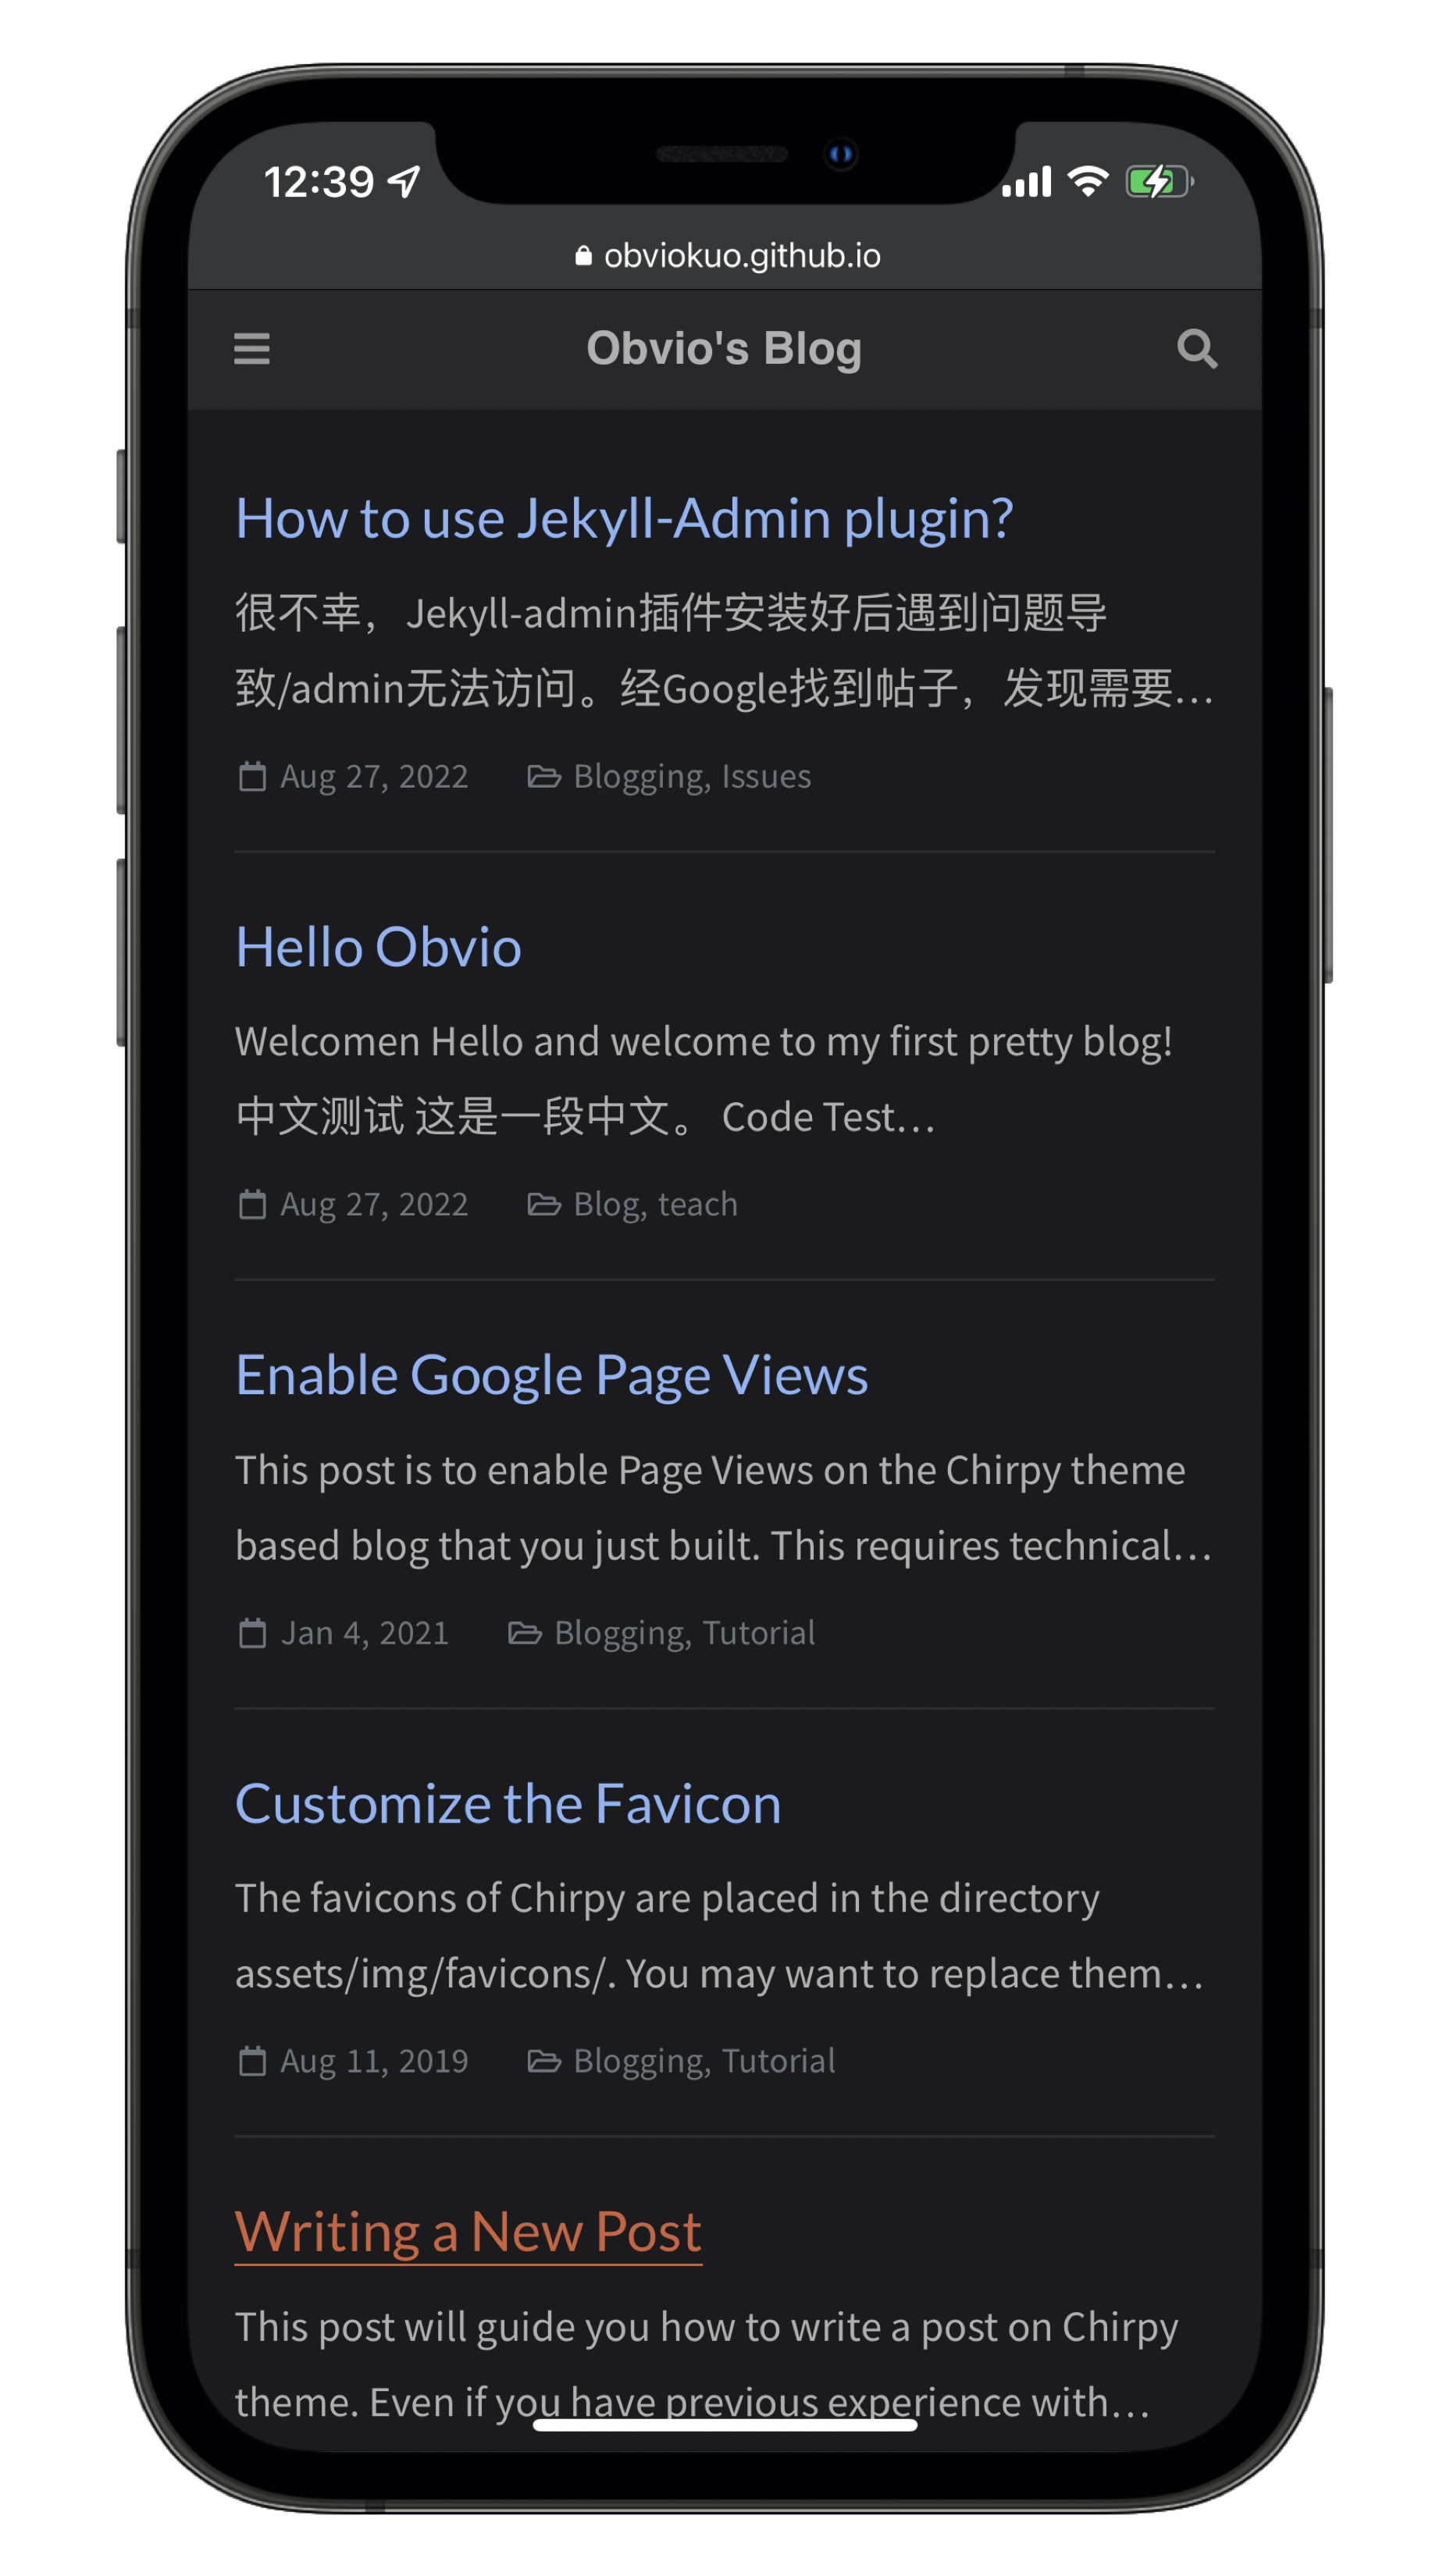 12:39
obviokuo.github.io
Obvio's Blog
How to use Jekyll-Admin plugin?
很不幸，Jekyll-admin插件安装好后遇到问题导
致/admin无法访问。经Google找到帖子，发现需要...
Aug 27, 2022 Blogging, Issues
Hello Obvio
Welcomen Hello and welcome to my first pretty blog!
中文测试 这是一段中文。 Code Test...
Aug 27, 2022 Blog, teach
Enable Google Page Views
This post is to enable Page Views on the Chirpy theme
based blog that you just built. This requires technical...
Jan 4, 2021 Blogging, Tutorial
Customize the Favicon
The favicons of Chirpy are placed in the directory
assets/img/favicons/. You may want to replace them...
Aug 11, 2019 Blogging, Tutorial
Writing a New Post
This post will guide you how to write a post on Chirpy
theme. Even if you have previous experience with...